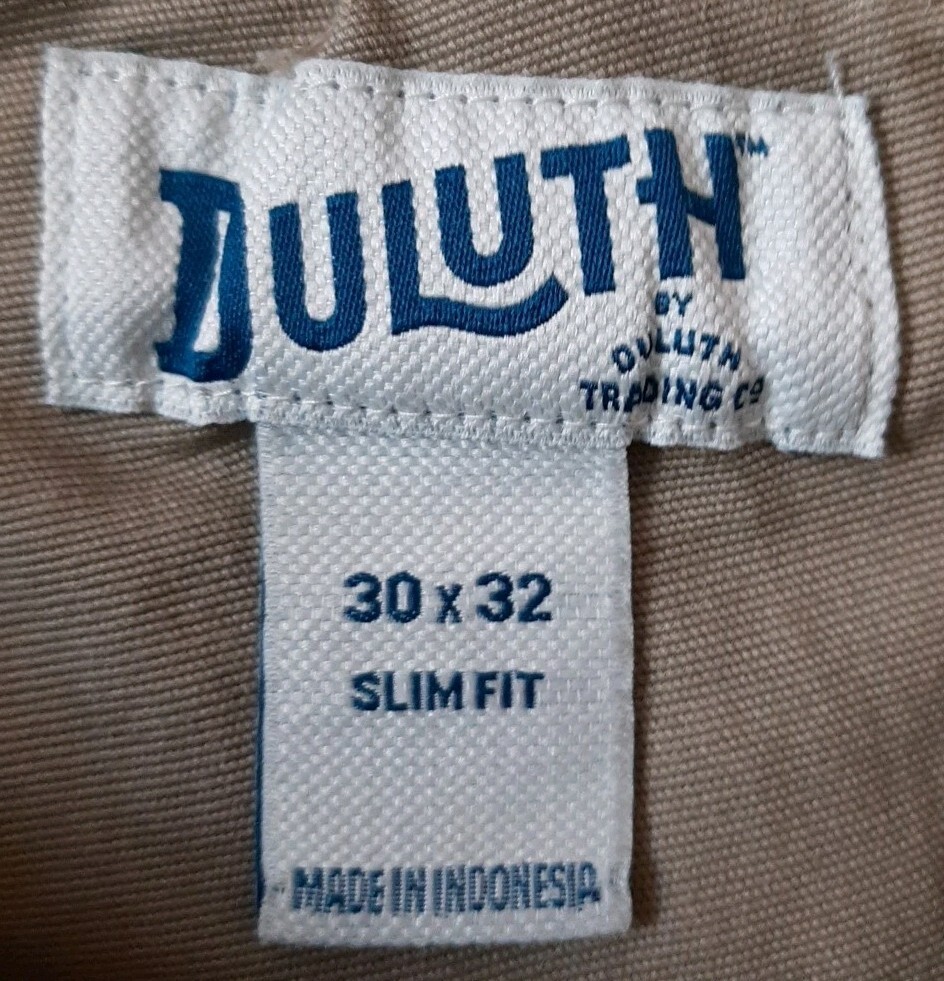 DULUTH™
BY
DULUTH
TRADING Cº
30 x 32
SLIM FIT
MADE IN INDONESIA